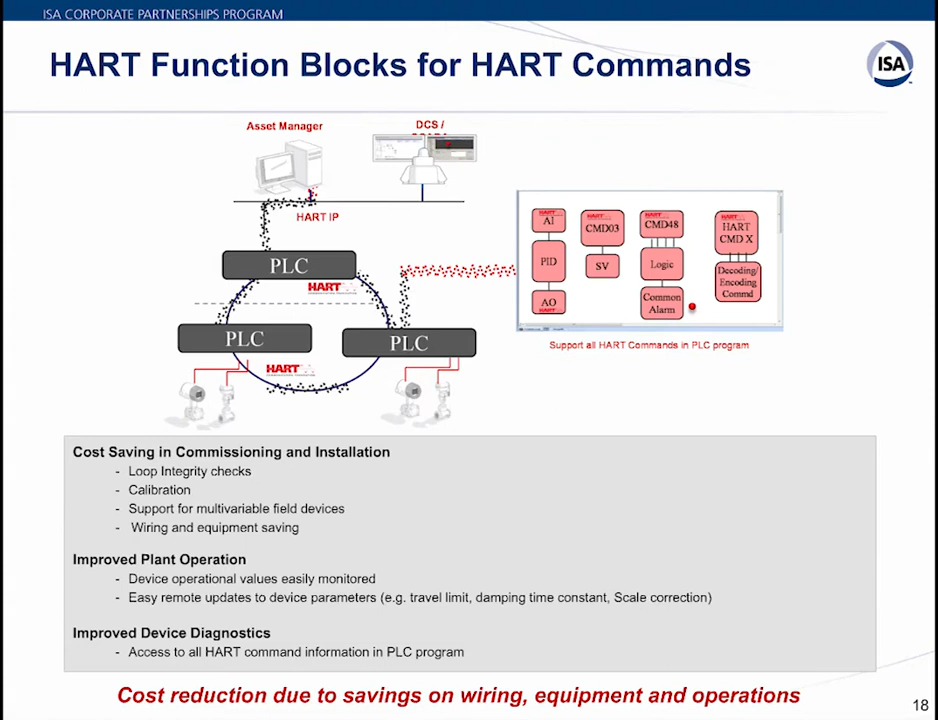 ISA CORPORATE PARTNERSHIPS PROGRAM
HART Function Blocks for HART Commands
ISA
Asset Manager
DCS /
HART IP
PLC
HART
PLC
PLC
HART
HART
AI
PID
AO
HART
HART
CMD03
SV
HART
CMD48
Logic
Common
Alarm
HART
HART
CMD X
Decoding/
Encoding
Commd
Support all HART Commands in PLC program
Cost Saving in Commissioning and Installation
- Loop Integrity checks
- Calibration
- Support for multivariable field devices
- Wiring and equipment saving
Improved Plant Operation
- Device operational values easily monitored
- Easy remote updates to device parameters (e.g. travel limit, damping time constant, Scale correction)
Improved Device Diagnostics
- Access to all HART command information in PLC program
Cost reduction due to savings on wiring, equipment and operations
18